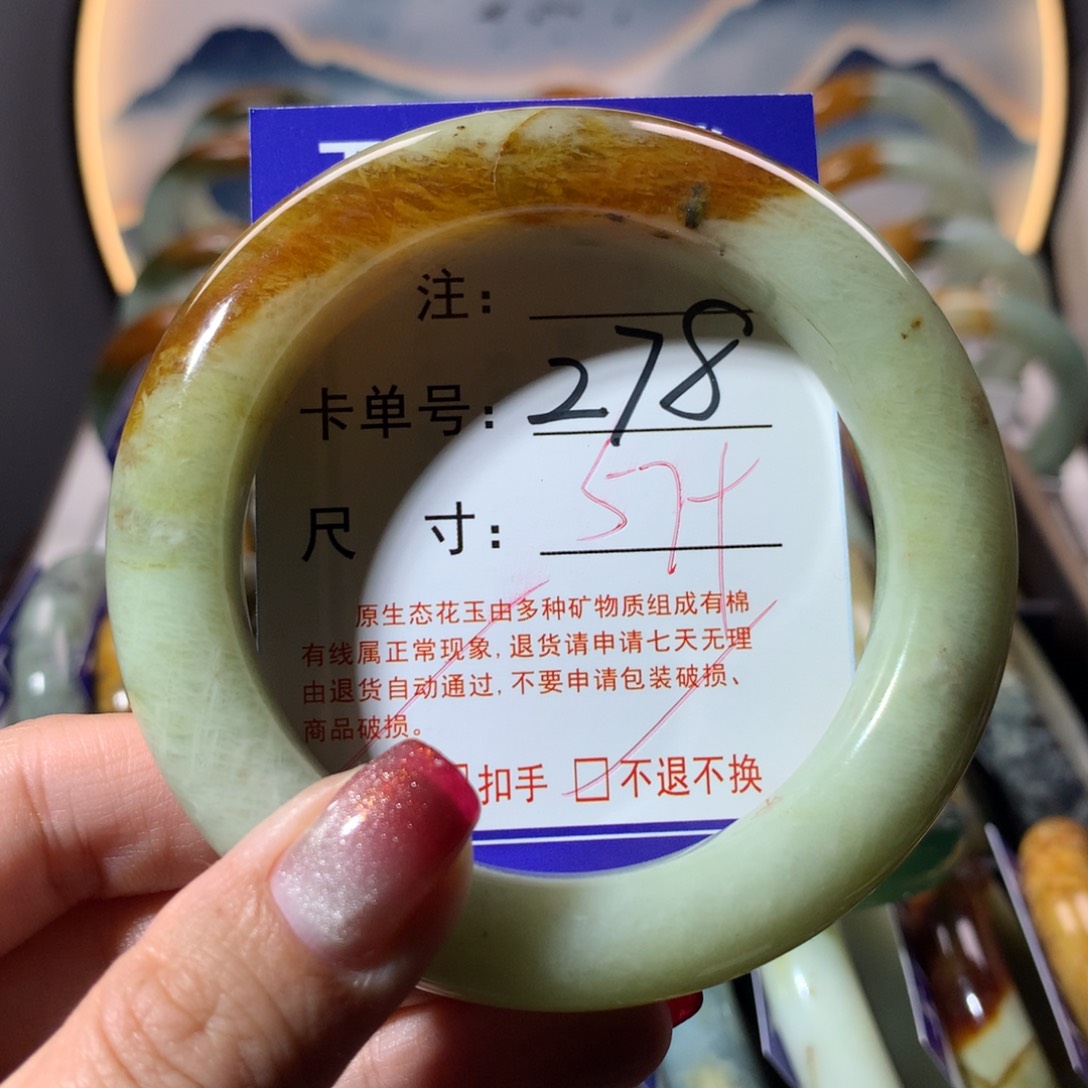 注：
卡单号：278
尺 寸：57+
原生态花玉由多种矿物质组成有棉
有线属正常现象，退货请申请七天无理
由退货自动通过，不要申请包装破损、
商品破损。
扣手 □不退不换